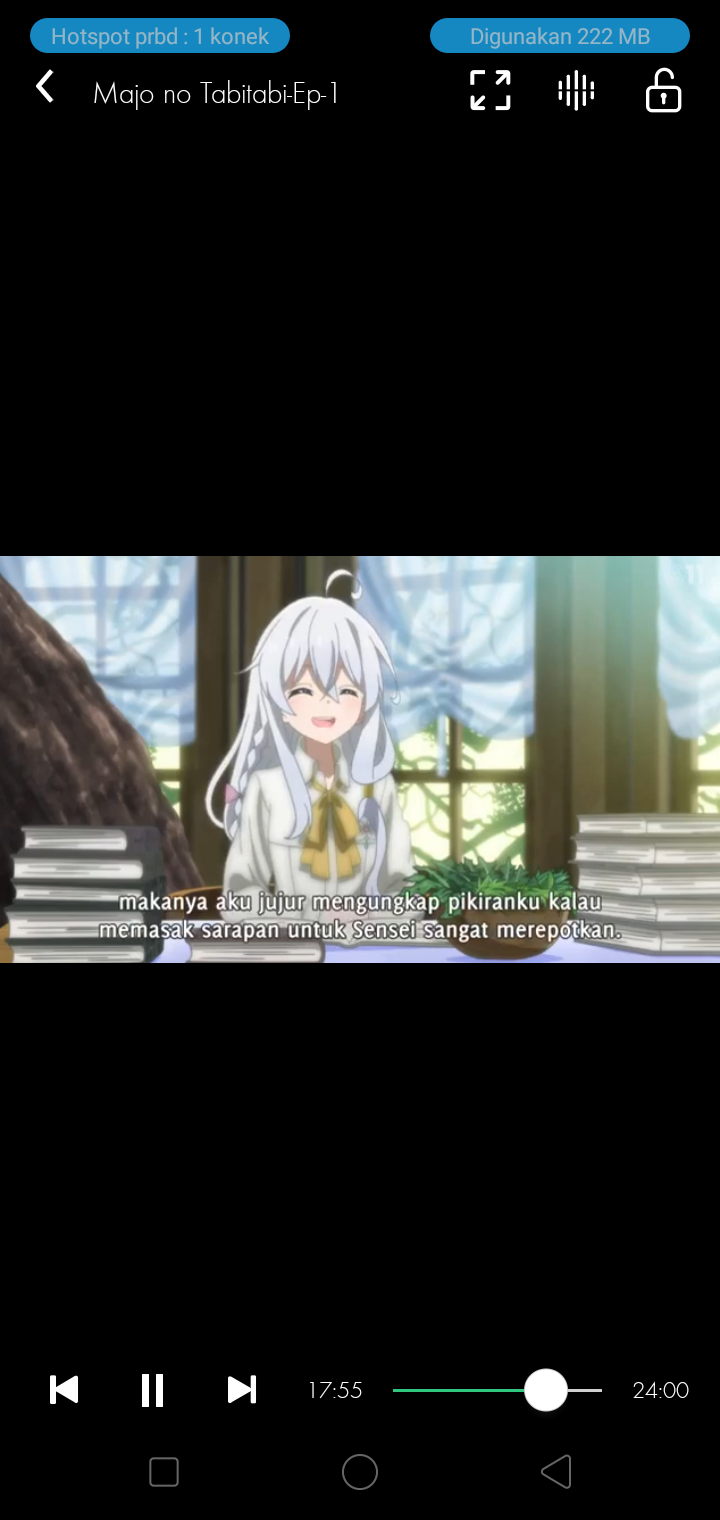 Hotspot prbd : 1 konek
Digunakan 222 MB
Majo no Tabitabi-Ep-1
makanya aku jujur mengungkap pikiranku kalau
memasak sarapan untuk Sensei sangat merepotkan.
17:55
24:00